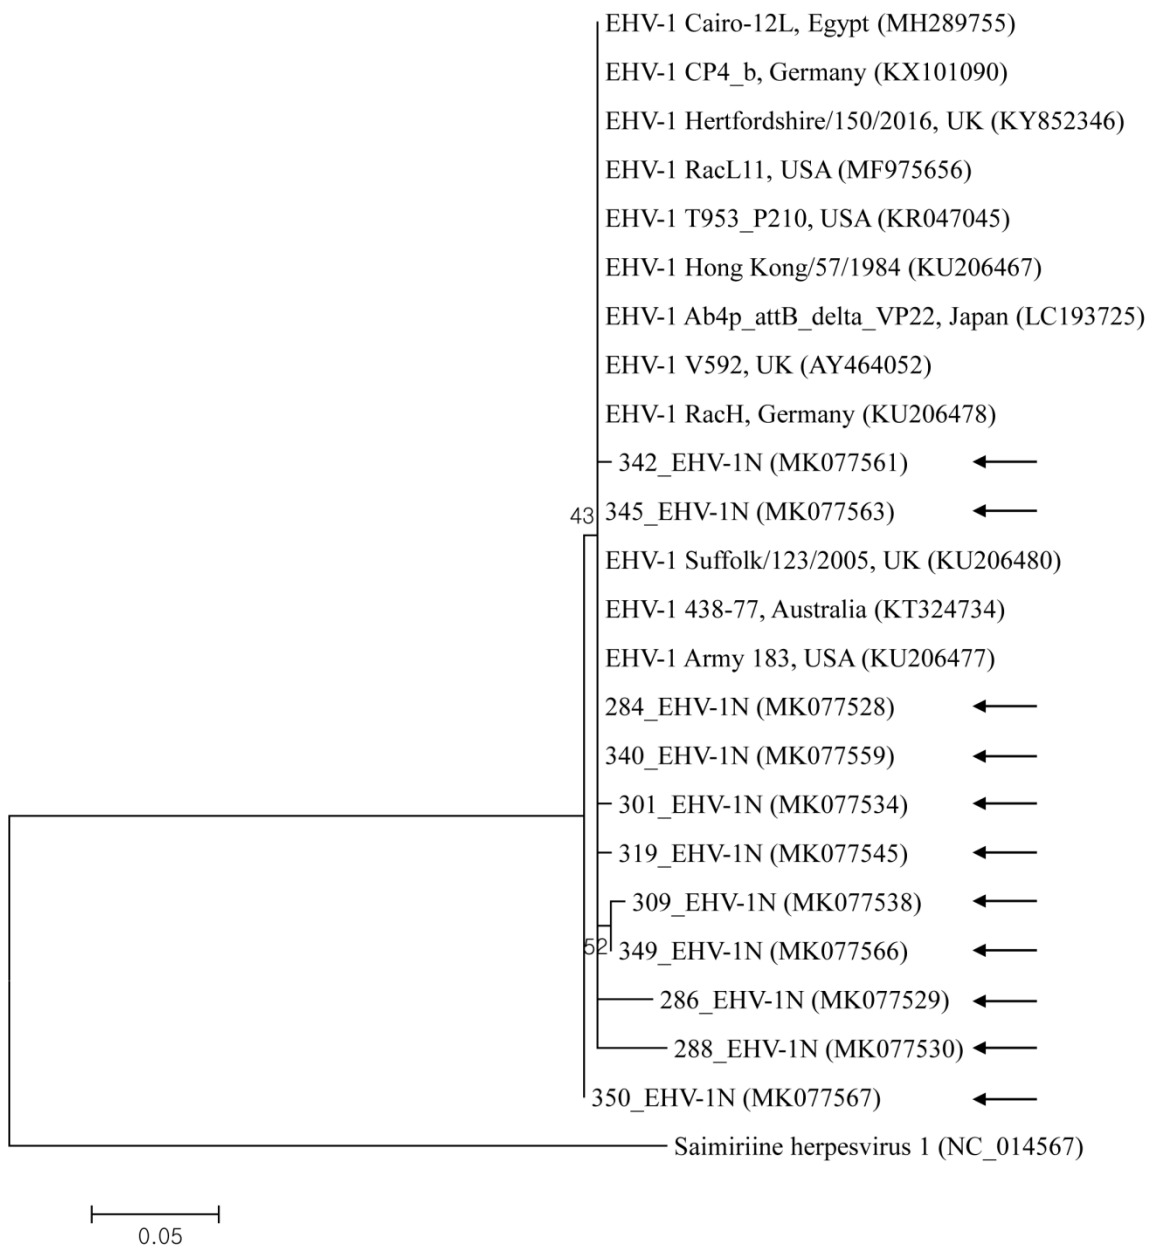 EHV-1 Cairo-12L, Egypt (MH289755)
EHV-1 CP4_b, Germany (KX101090)
EHV-1 Hertfordshire/150/2016, UK (KY852346)
EHV-1 RacL11, USA (MF975656)
EHV-1 T953_P210, USA (KR047045)
EHV-1 Hong Kong/57/1984 (KU206467)
EHV-1 Ab4p_attB_delta_VP22, Japan (LC193725)
EHV-1 V592, UK (AY464052)
EHV-1 RacH, Germany (KU206478)
342_EHV-1N (MK077561)
43
345_EHV-1N (MK077563)
EHV-1 Suffolk/123/2005, UK (KU206480)
EHV-1 438-77, Australia (KT324734)
EHV-1 Army 183, USA (KU206477)
284_EHV-1N (MK077528)
340_EHV-1N (MK077559)
301_EHV-1N (MK077534)
319_EHV-1N (MK077545)
309_EHV-1N (MK077538)
52
349_EHV-1N (MK077566)
286_EHV-1N (MK077529)
288_EHV-1N (MK077530)
350_EHV-1N (MK077567)
Saimiriine herpesvirus 1 (NC_014567)
0.05